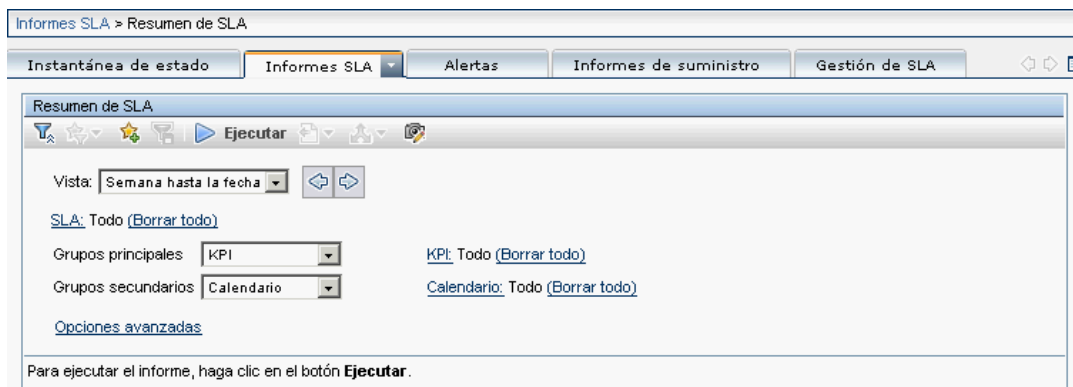 Informes SLA > Resumen de SLA
Instantánea de estado Informes SLA Alertas Informes de suministro Gestión de SLA
Resumen de SLA
Ejecutar
Vista: Semana hasta la fecha
SLA: Todo (Borrar todo)
Grupos principales KPI KPI: Todo (Borrar todo)
Grupos secundarios Calendario Calendario: Todo (Borrar todo)
Opciones avanzadas
Para ejecutar el informe, haga clic en el botón Ejecutar.